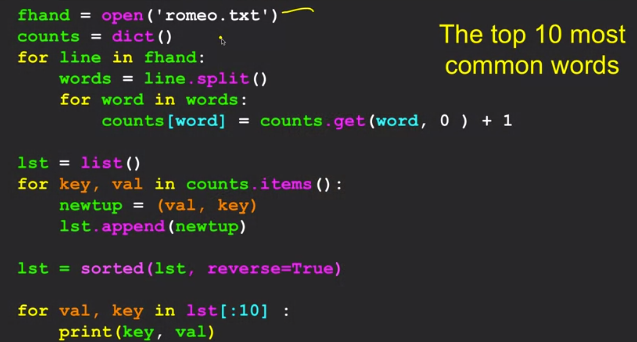 fhand = open('romeo.txt')
counts = dict()
for line in fhand:
    words = line.split()
    for word in words:
        counts[word] = counts.get(word, 0 ) + 1

lst = list()
for key, val in counts.items():
    newtup = (val, key)
    lst.append(newtup)

lst = sorted(lst, reverse=True)

for val, key in lst[:10] :
    print(key, val)

The top 10 most
common words